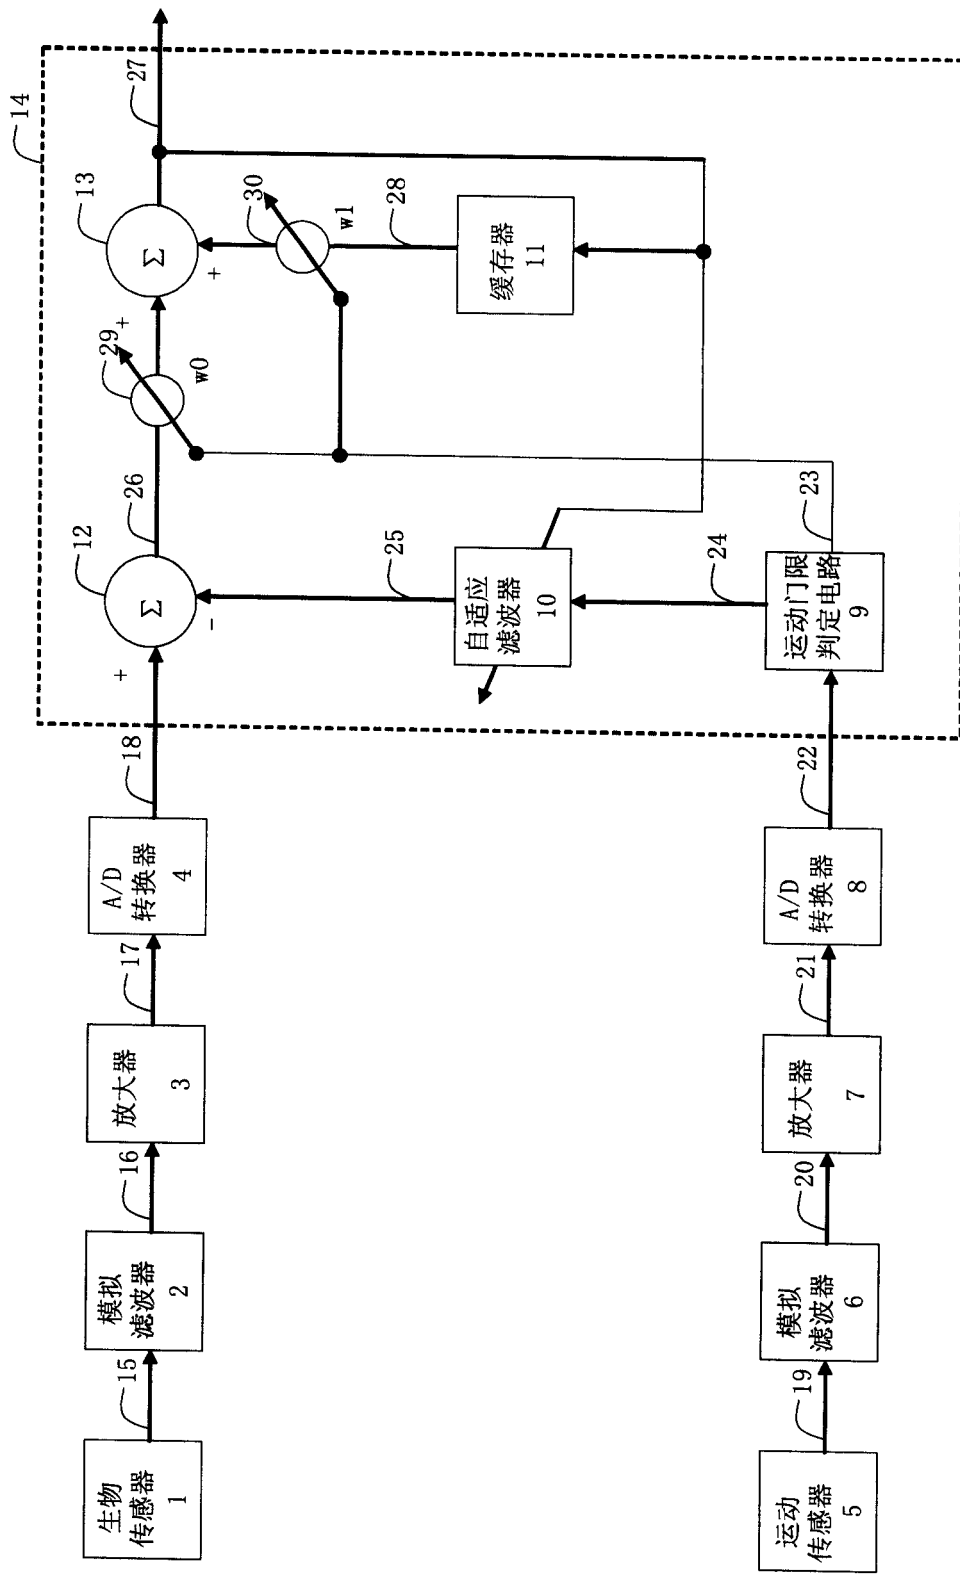 14
生物
传感器
1
15
模拟
滤波器
2
16
放大器
3
17
A/D
转换器
4
18
+
-
Σ
12
26
29
w0
+
Σ
13
+
27
30
w1
28
缓存器
11
25
自适应
滤波器
10
24
23
运动门限
判定电路
9
运动
传感器
5
19
模拟
滤波器
6
20
放大器
7
21
A/D
转换器
8
22